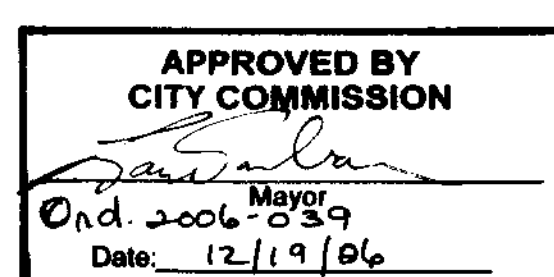 APPROVED BY
CITY COMMISSION
Mayor
Ord. 2006-039
Date: 12/19/06